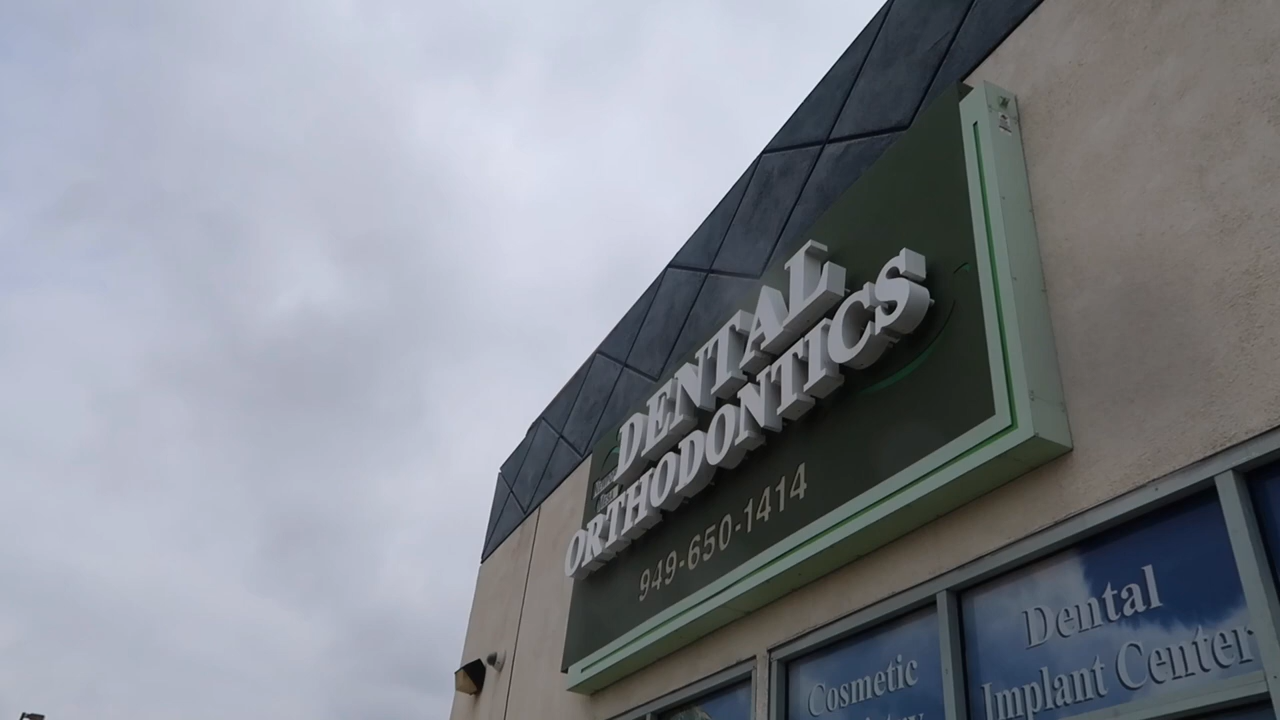 DENTAL
ORTHODONTICS
949-650-1414
Cosmetic
Dental
Implant Center